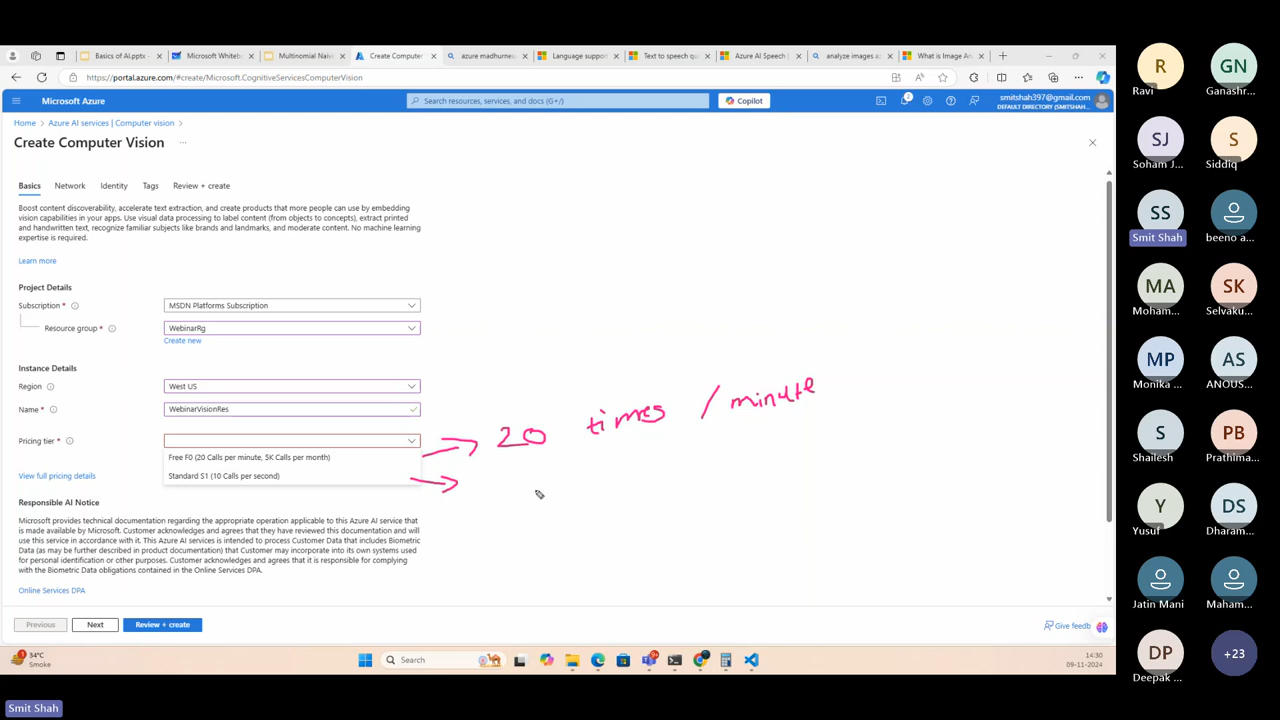 Basics of AI.pptx -
Microsoft Whiteb
Multinomial Naive
Create Computer
azure madhunee
Language support
Text to speech qu
Azure AI Speech |
analyze images az
What is Image An
https://portal.azure.com/#create/Microsoft.CognitiveServicesComputerVision
Microsoft Azure
Search resources, services, and docs (G+/)
Copilot
2
smitshah397@gmail.com
DEFAULT DIRECTORY (SMITSHAH...
Home > Azure AI services | Computer vision >
Create Computer Vision ...
Basics Network Identity Tags Review + create
Boost content discoverability, accelerate text extraction, and create products that more people can use by embedding
vision capabilities in your apps. Use visual data processing to label content (from objects to concepts), extract printed
and handwritten text, recognize familiar subjects like brands and landmarks, and moderate content. No machine learning
expertise is required.
Learn more
Project Details
Subscription * MSDN Platforms Subscription
Resource group * WebinarRg
Create new
Instance Details
Region West US
Name * WebinarVisionRes
Pricing tier *
Free F0 (20 Calls per minute, 5K Calls per month)
Standard S1 (10 Calls per second)
20 times / minute
View full pricing details
Responsible AI Notice
Microsoft provides technical documentation regarding the appropriate operation applicable to this Azure AI service that
is made available by Microsoft. Customer acknowledges and agrees that they have reviewed this documentation and will
use this service in accordance with it. This Azure AI services is intended to process Customer Data that includes Biometric
Data (as may be further described in product documentation) that Customer may incorporate into its own systems used
for personal identification or other purposes. Customer acknowledges and agrees that it is responsible for complying
with the Biometric Data obligations contained in the Online Services DPA.
Online Services DPA
Previous Next Review + create
Give feedb
34°C
Smoke
Search
14:30
09-11-2024
R
Ravi
GN
Ganashr...
SJ
Soham J...
S
Siddiq
SS
Smit Shah
beeno a...
MA
Moham...
SK
Selvaku...
MP
Monika ...
AS
ANOUS...
S
Shailesh
PB
Prathima...
Y
Yusuf
DS
Dharam...
Jatin Mani
Maham...
DP
Deepak ...
+23
Smit Shah